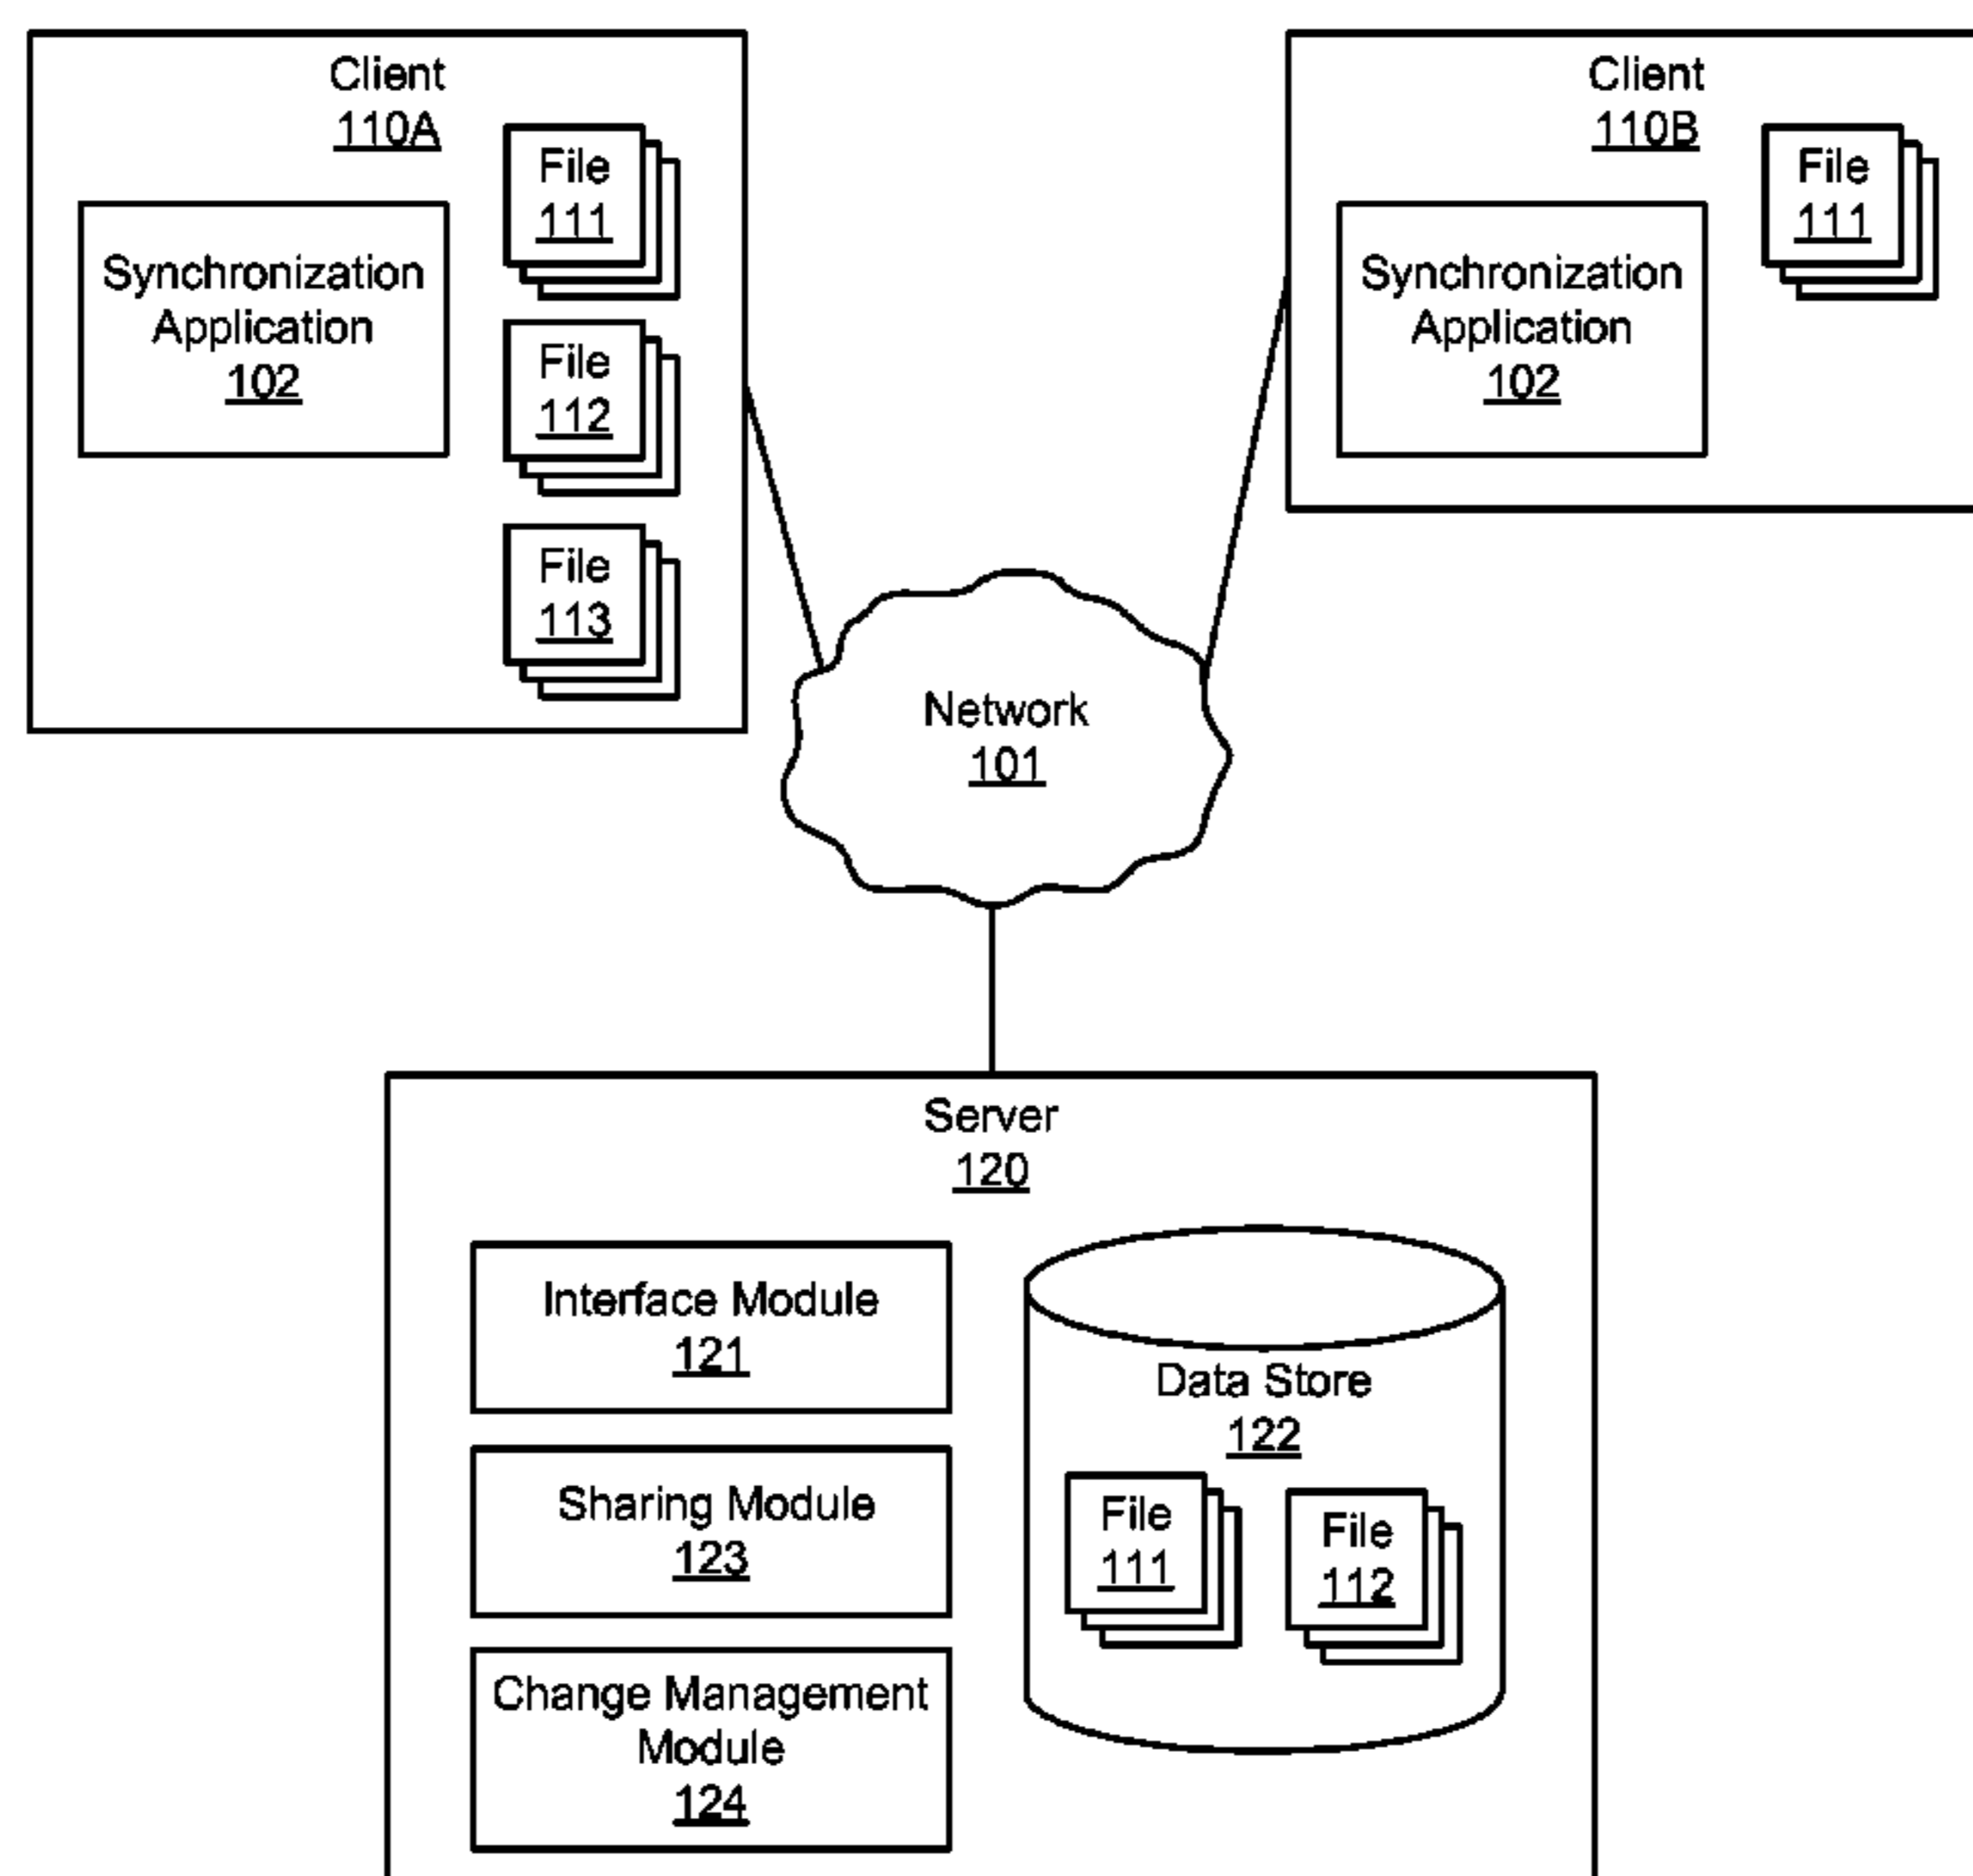 Client
110A
File
111
Synchronization
Application
102
File
112
File
113
Client
110B
File
111
Synchronization
Application
102
Network
101
Server
120
Interface Module
121
Sharing Module
123
Change Management
Module
124
Data Store
122
File
111
File
112